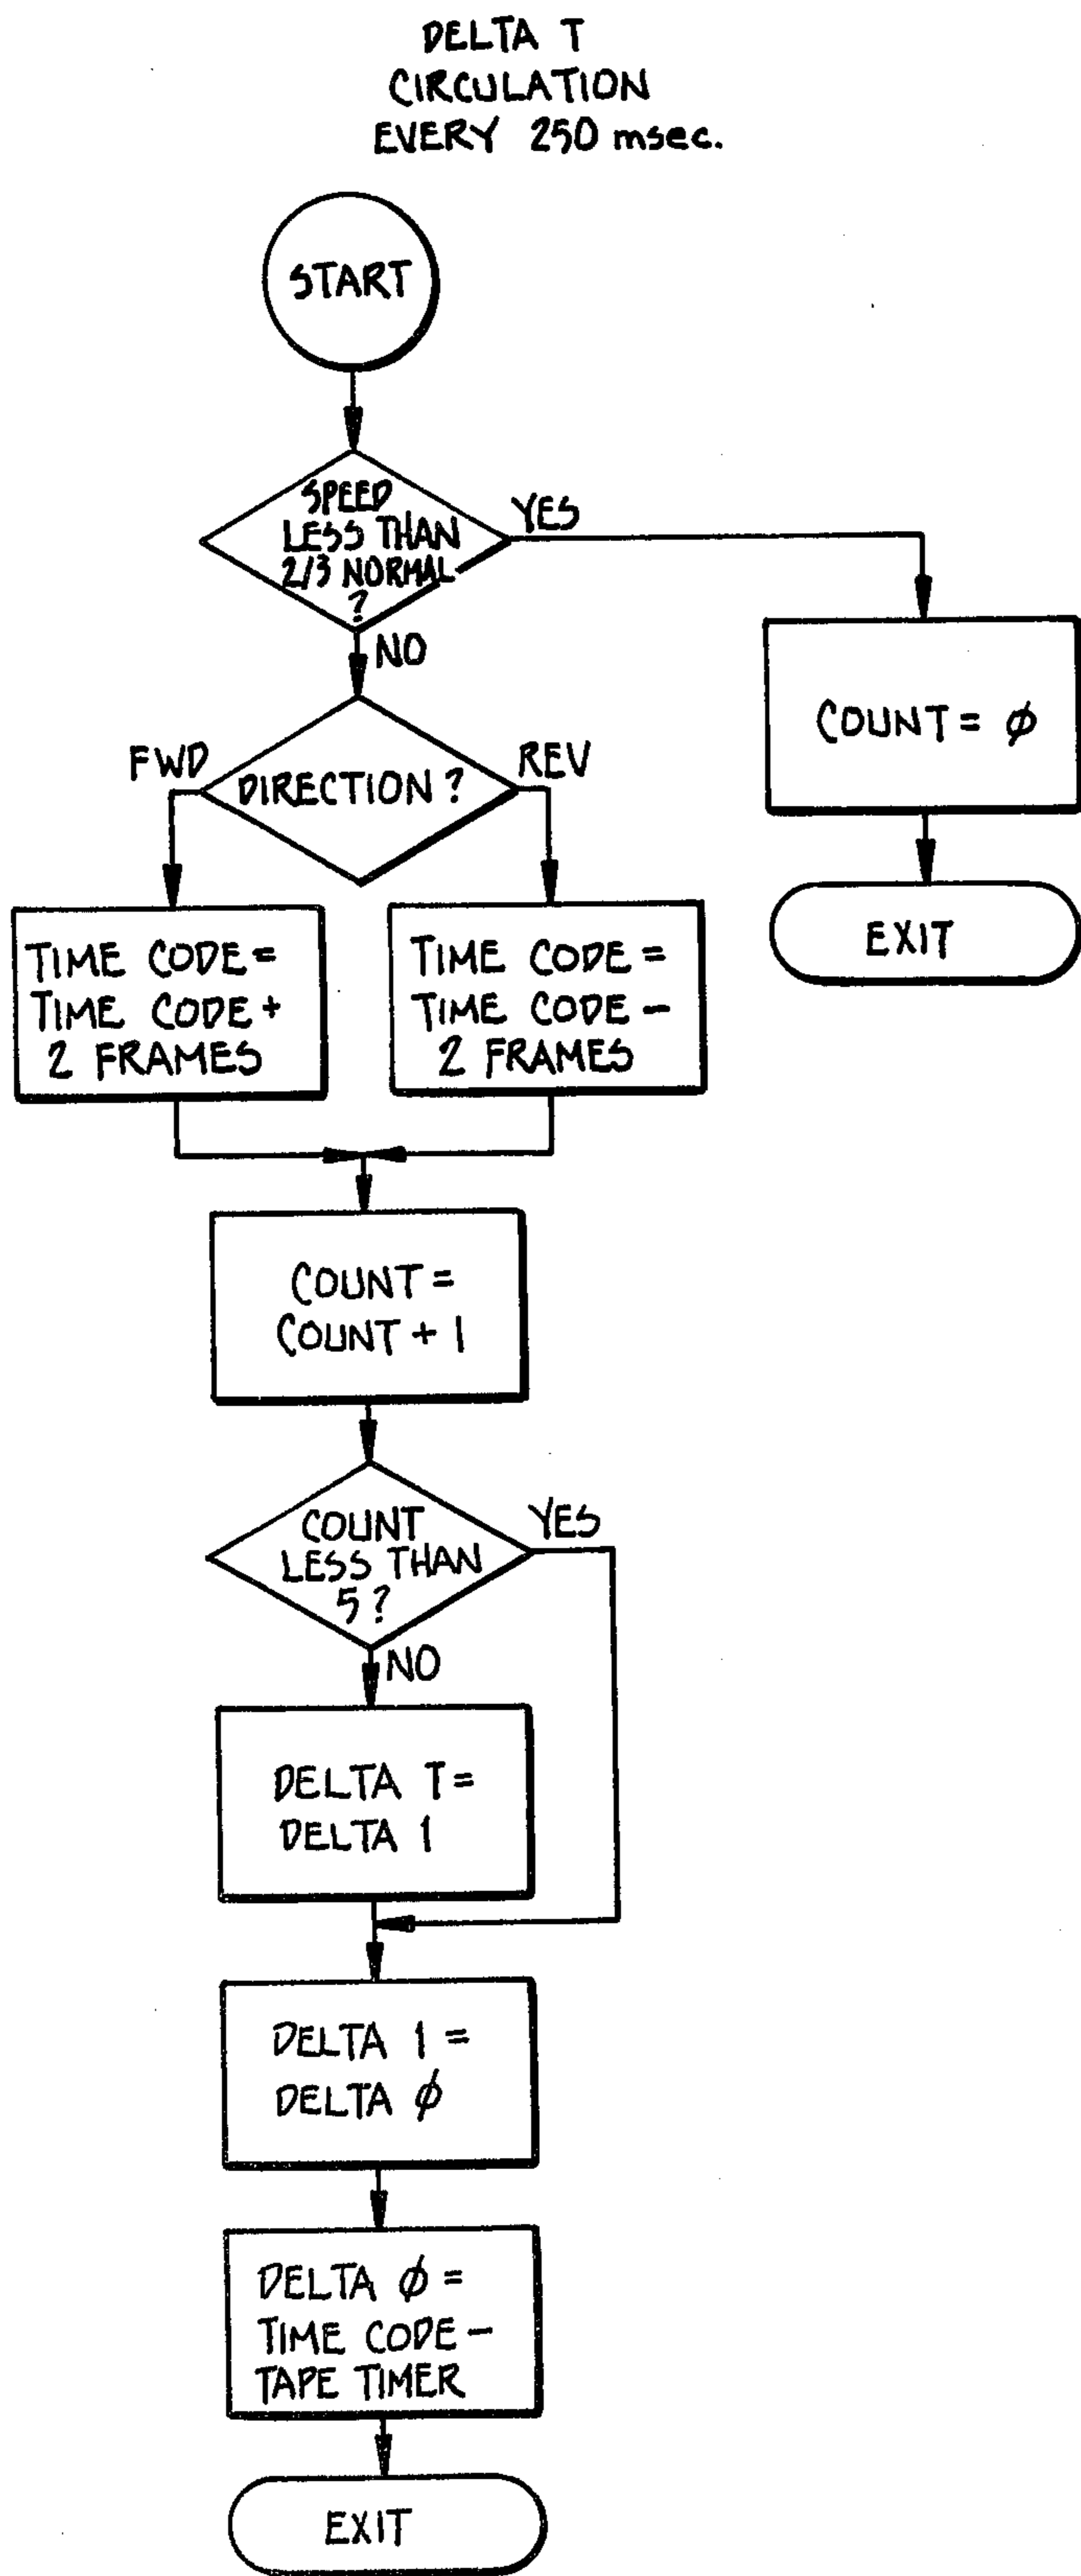 DELTA T
CIRCULATION
EVERY 250 msec.
START
SPEED
LESS THAN
2/3 NORMAL
?
YES
NO
COUNT = φ
EXIT
FWD
DIRECTION ?
REV
TIME CODE =
TIME CODE +
2 FRAMES
TIME CODE =
TIME CODE -
2 FRAMES
COUNT =
COUNT + 1
COUNT
LESS THAN
5 ?
YES
NO
DELTA T =
DELTA 1
DELTA 1 =
DELTA φ
DELTA φ =
TIME CODE -
TAPE TIMER
EXIT